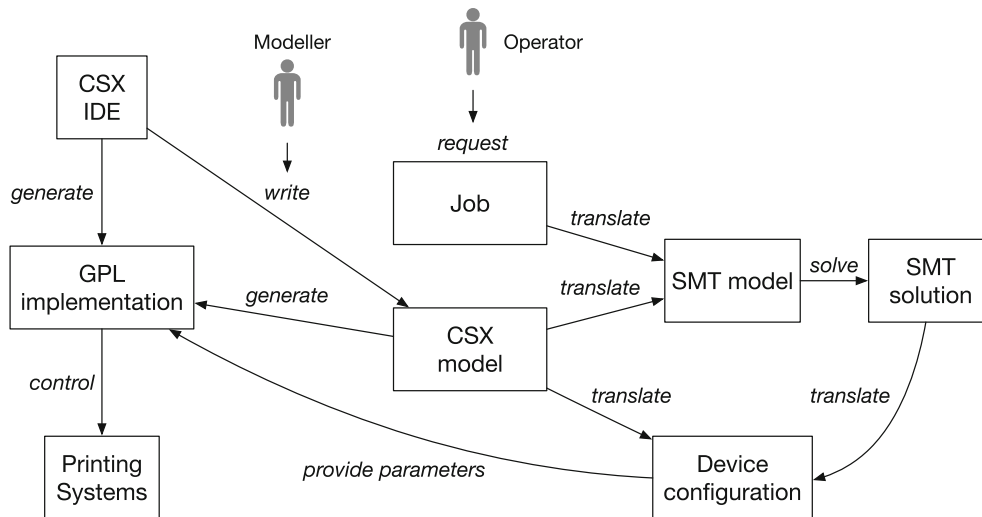 Modeller
Operator
CSX
IDE
request
generate
write
Job
translate
GPL
implementation
generate
translate
SMT model
solve
SMT
solution
CSX
model
control
translate
translate
Printing
Systems
provide parameters
Device
configuration